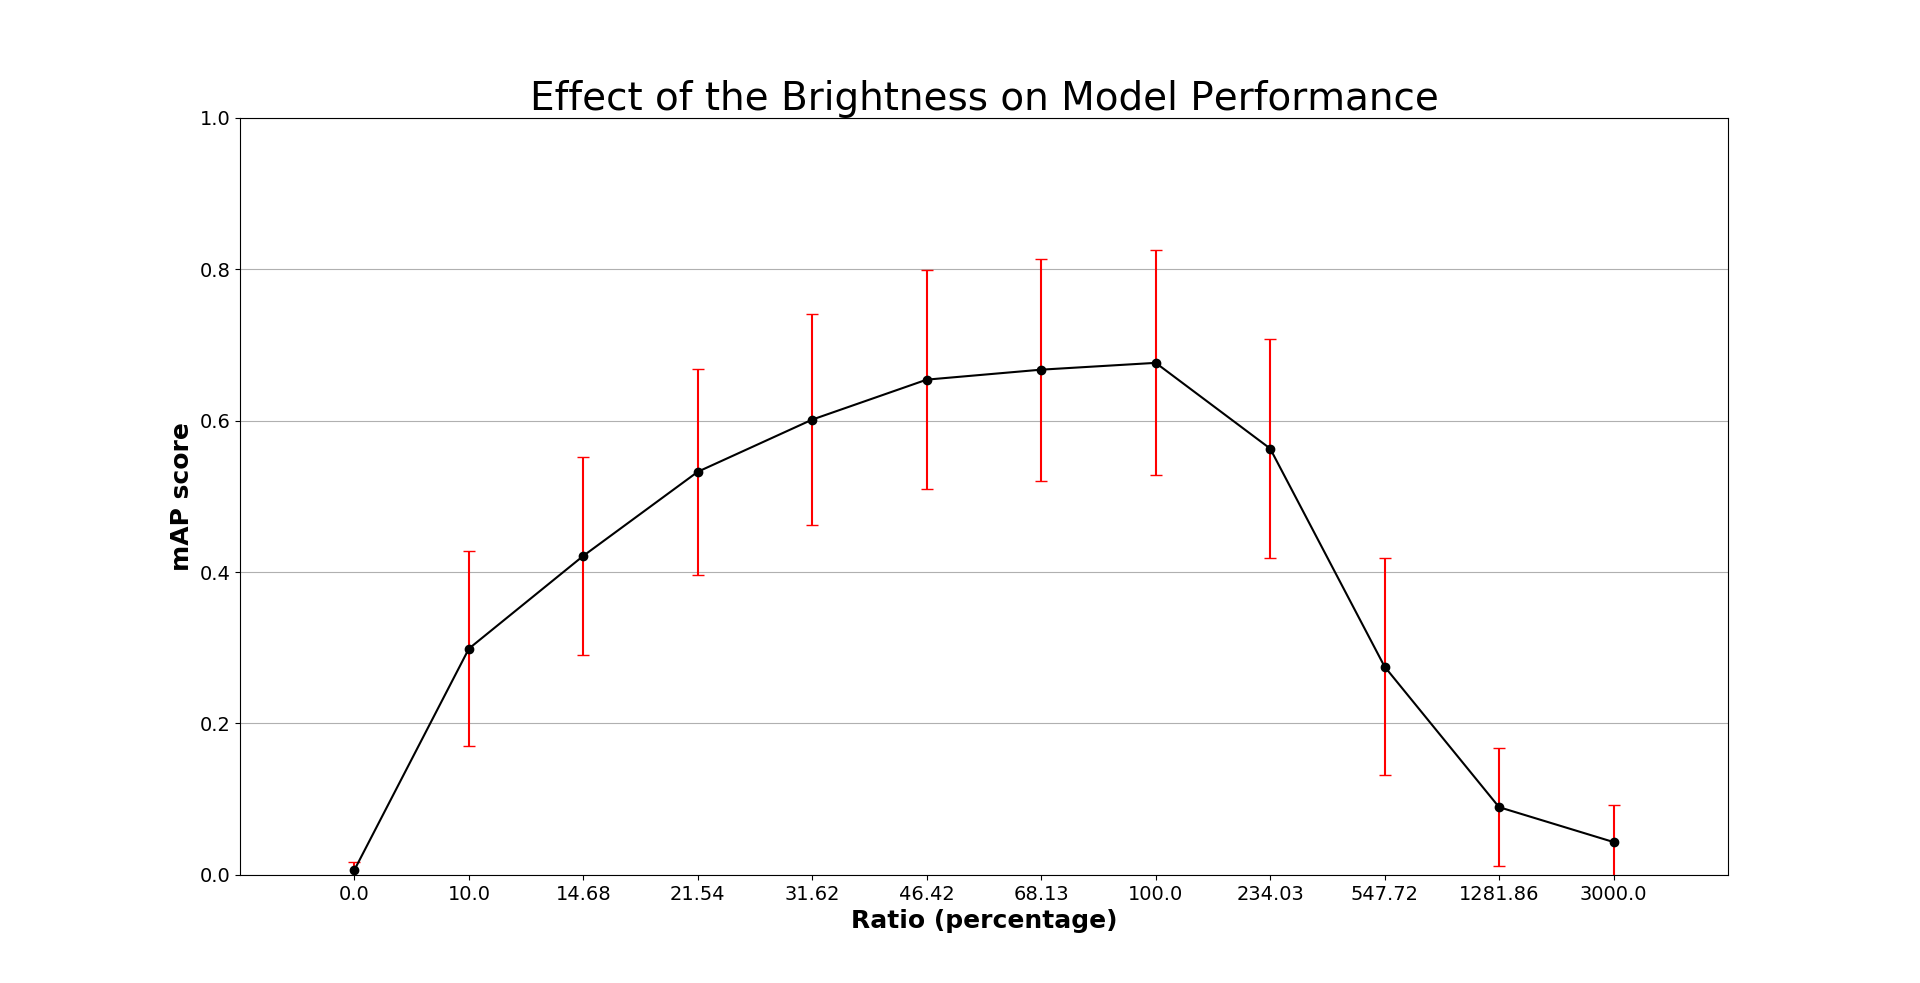 Effect of the Brightness on Model Performance
1.0
0.8
0.6
0.4
0.2
0.0
mAP score
0.0 10.0 14.68 21.54 31.62 46.42 68.13 100.0 234.03 547.72 1281.86 3000.0
Ratio (percentage)